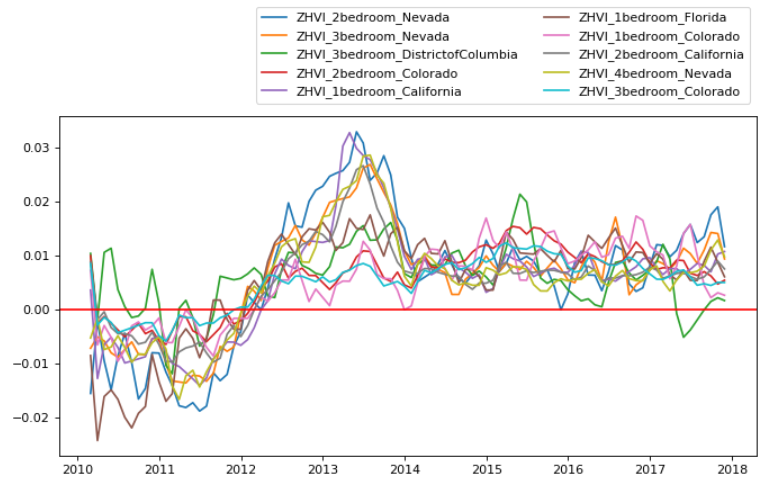 ZHVI_2bedroom_Nevada
ZHVI_3bedroom_Nevada
ZHVI_3bedroom_DistrictofColumbia
ZHVI_2bedroom_Colorado
ZHVI_1bedroom_California
ZHVI_1bedroom_Florida
ZHVI_1bedroom_Colorado
ZHVI_2bedroom_California
ZHVI_4bedroom_Nevada
ZHVI_3bedroom_Colorado
0.03
0.02
0.01
0.00
−0.01
−0.02
2010 2011 2012 2013 2014 2015 2016 2017 2018